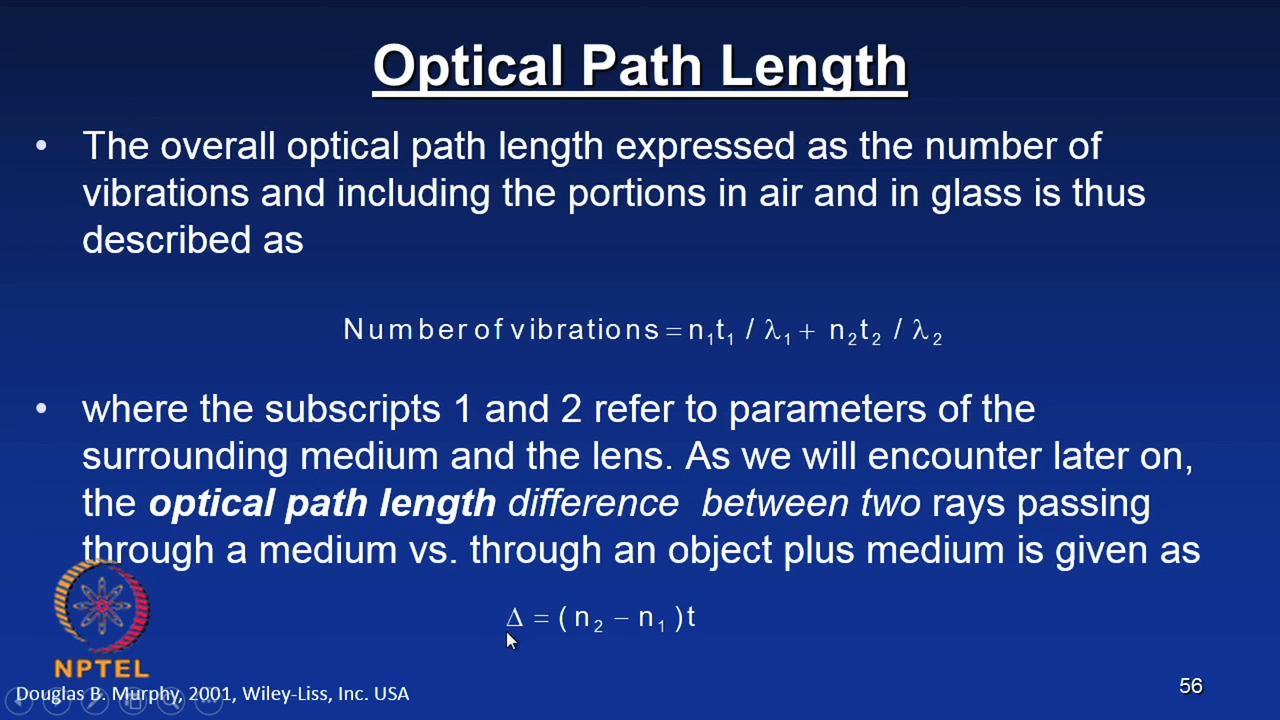 Optical Path Length
• The overall optical path length expressed as the number of
vibrations and including the portions in air and in glass is thus
described as
Number of vibrations = n₁t₁ / λ₁ + n₂t₂ / λ₂
• where the subscripts 1 and 2 refer to parameters of the
surrounding medium and the lens. As we will encounter later on,
the optical path length difference between two rays passing
through a medium vs. through an object plus medium is given as
Δ = ( n₂ − n₁ ) t
NPTEL
Douglas B. Murphy, 2001, Wiley-Liss, Inc. USA
56